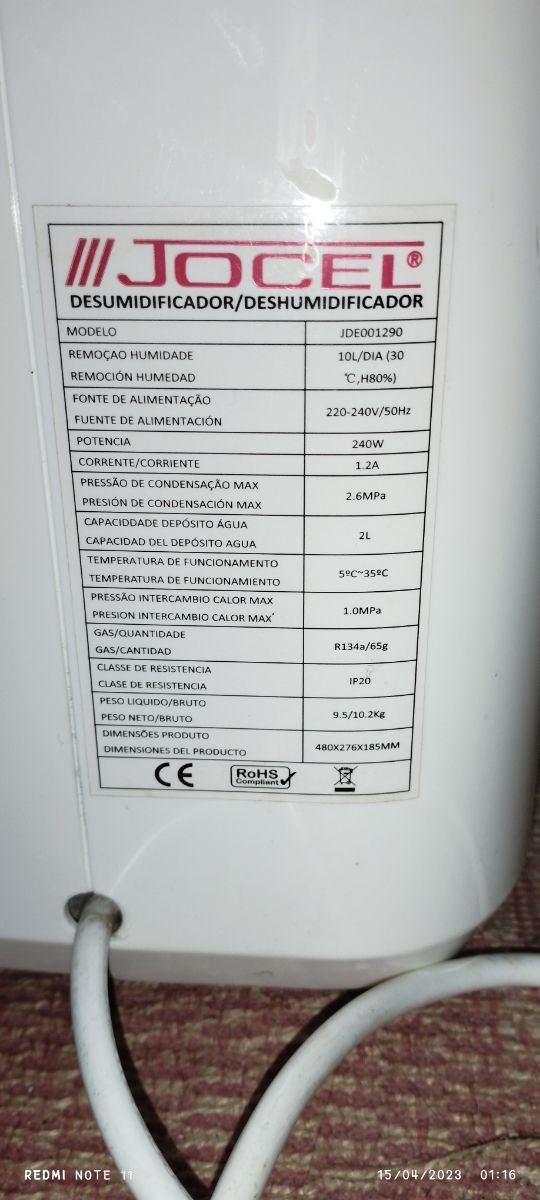 JOCEL®
DESUMIDIFICADOR/DESHUMIDIFICADOR
MODELO JDE001290
REMOÇAO HUMIDADE 10L/DIA (30
REMOCIÓN HUMEDAD ℃,H80%)
FONTE DE ALIMENTAÇÃO
FUENTE DE ALIMENTACIÓN
220-240V/50Hz
POTENCIA 240W
CORRENTE/CORRIENTE 1.2A
PRESSÃO DE CONDENSAÇÃO MAX
PRESIÓN DE CONDENSACIÓN MAX
2.6MPa
CAPACIDDADE DEPÓSITO ÁGUA
CAPACIDAD DEL DEPÓSITO AGUA
2L
TEMPERATURA DE FUNCIONAMENTO
TEMPERATURA DE FUNCIONAMIENTO
5ºC~35ºC
PRESSÃO INTERCAMBIO CALOR MAX
PRESION INTERCAMBIO CALOR MAX
1.0MPa
GAS/QUANTIDADE
GAS/CANTIDAD
R134a/65g
CLASSE DE RESISTENCIA
CLASE DE RESISTENCIA
IP20
PESO LIQUIDO/BRUTO
PESO NETO/BRUTO
9.5/10.2Kg
DIMENSÕES PRODUTO
DIMENSIONES DEL PRODUCTO
480X276X185MM
CE RoHS
Compliant
REDMI NOTE 11 15/04/2023 01:16